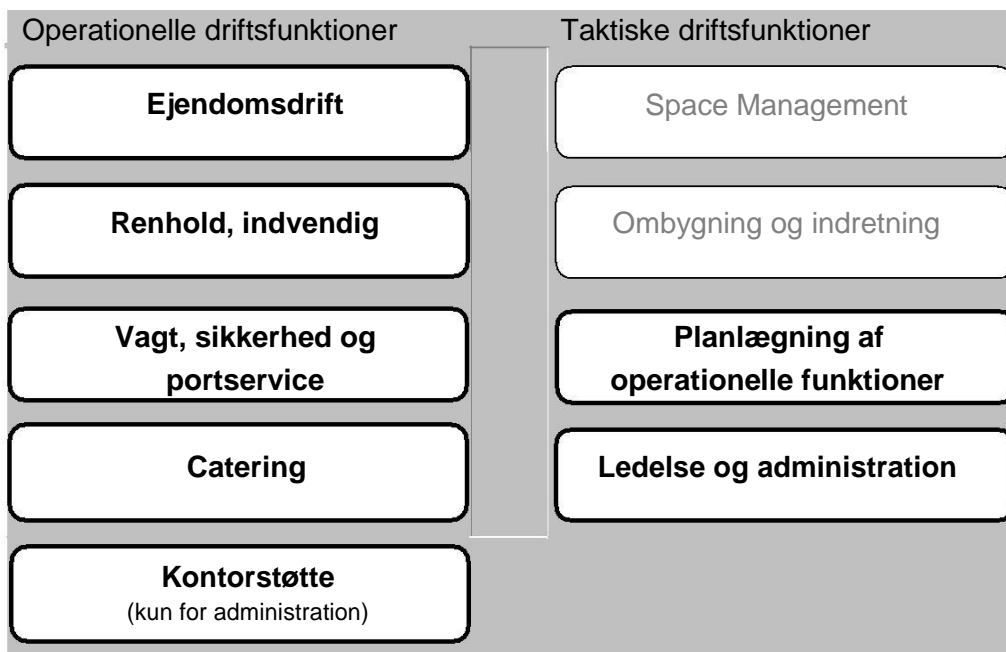 Operationelle driftsfunktioner
Ejendomsdrift
Renhold, indvendig
Vagt, sikkerhed og
portservice
Catering
Kontorstøtte
(kun for administration)
Taktiske driftsfunktioner
Space Management
Ombygning og indretning
Planlægning af
operationelle funktioner
Ledelse og administration